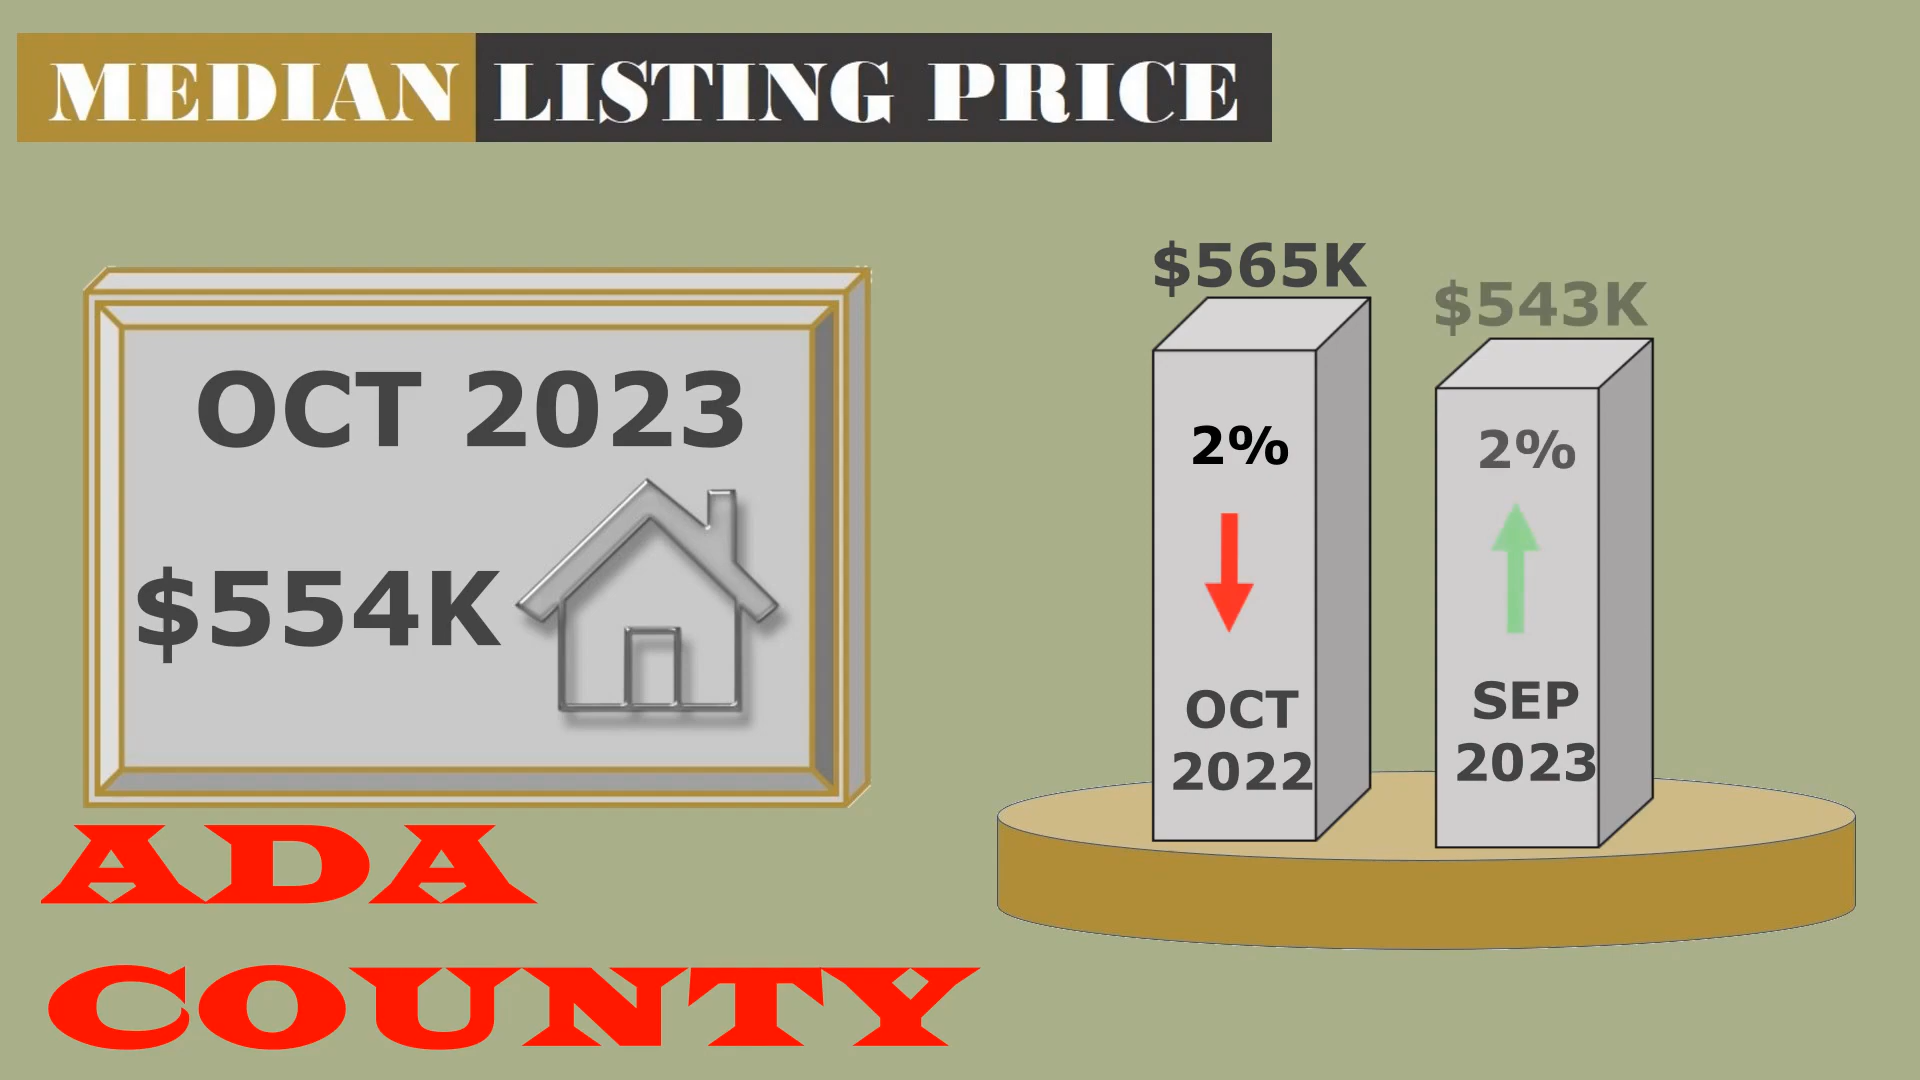 MEDIAN LISTING PRICE
OCT 2023
$554K
$565K
2%
OCT
2022
$543K
2%
SEP
2023
ADA
COUNTY